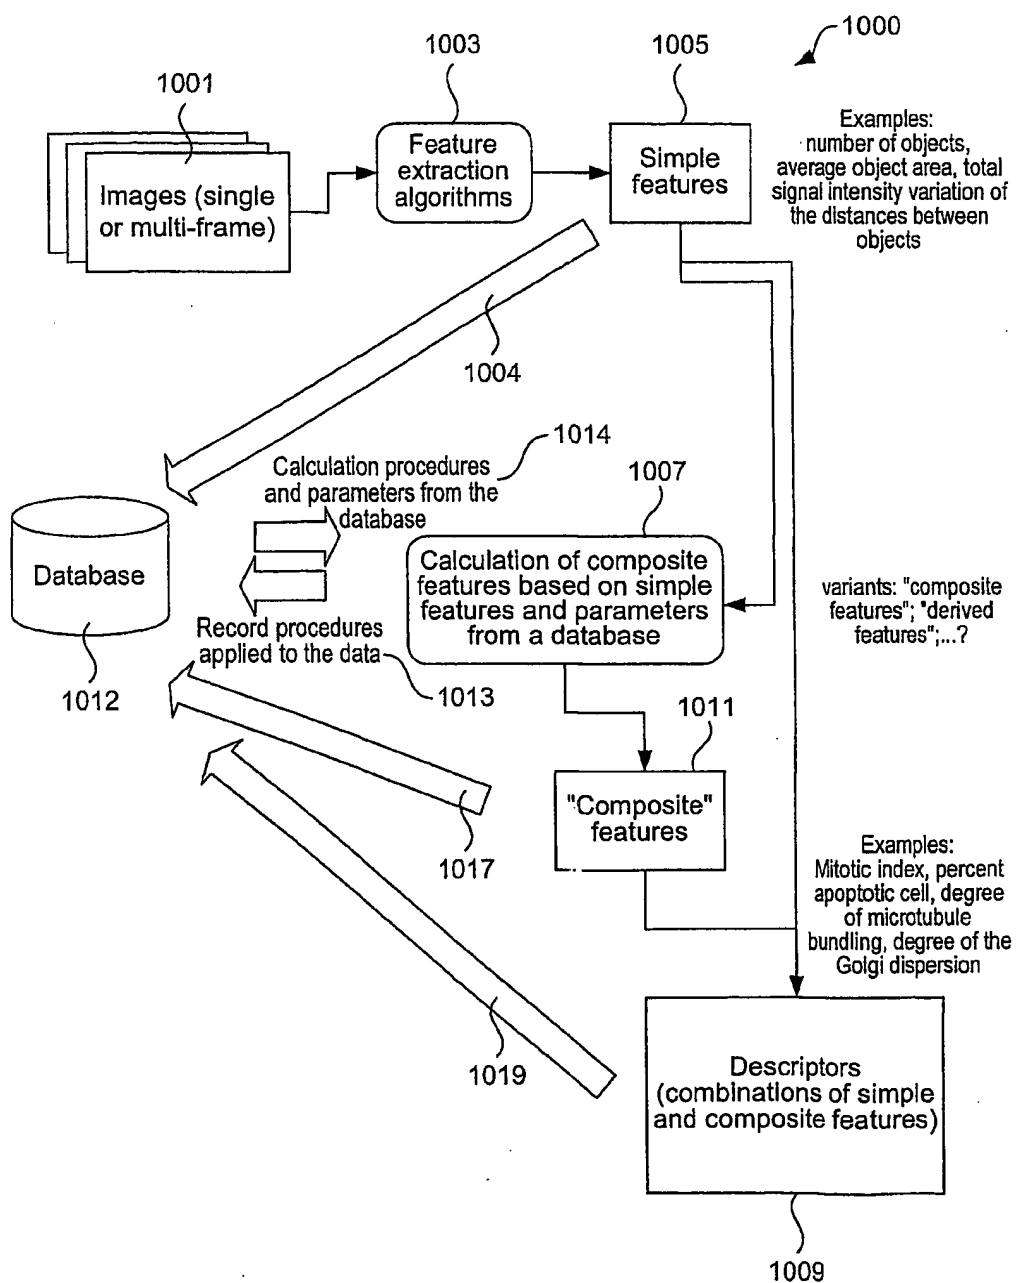 1000
1003
1005
1001
Images (single
or multi-frame)
Feature
extraction
algorithms
Simple
features
Examples:
number of objects,
average object area, total
signal intensity variation of
the distances between
objects
1004
1014
Calculation procedures
and parameters from the
database
1007
Database
Calculation of composite
features based on simple
features and parameters
from a database
variants: "composite
features"; "derived
features";...?
Record procedures
applied to the data
1012
1013
1011
"Composite"
features
1017
Examples:
Mitotic index, percent
apoptotic cell, degree
of microtubule
bundling, degree of the
Golgi dispersion
1019
Descriptors
(combinations of simple
and composite features)
1009